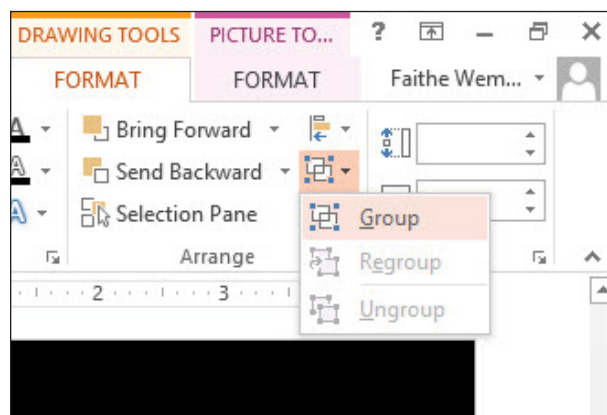 DRAWING TOOLS PICTURE TO... ?
FORMAT FORMAT Faithe Wem...
A Bring Forward
A Send Backward
A Selection Pane
Group
Arrange
Regroup
2 3
Ungroup